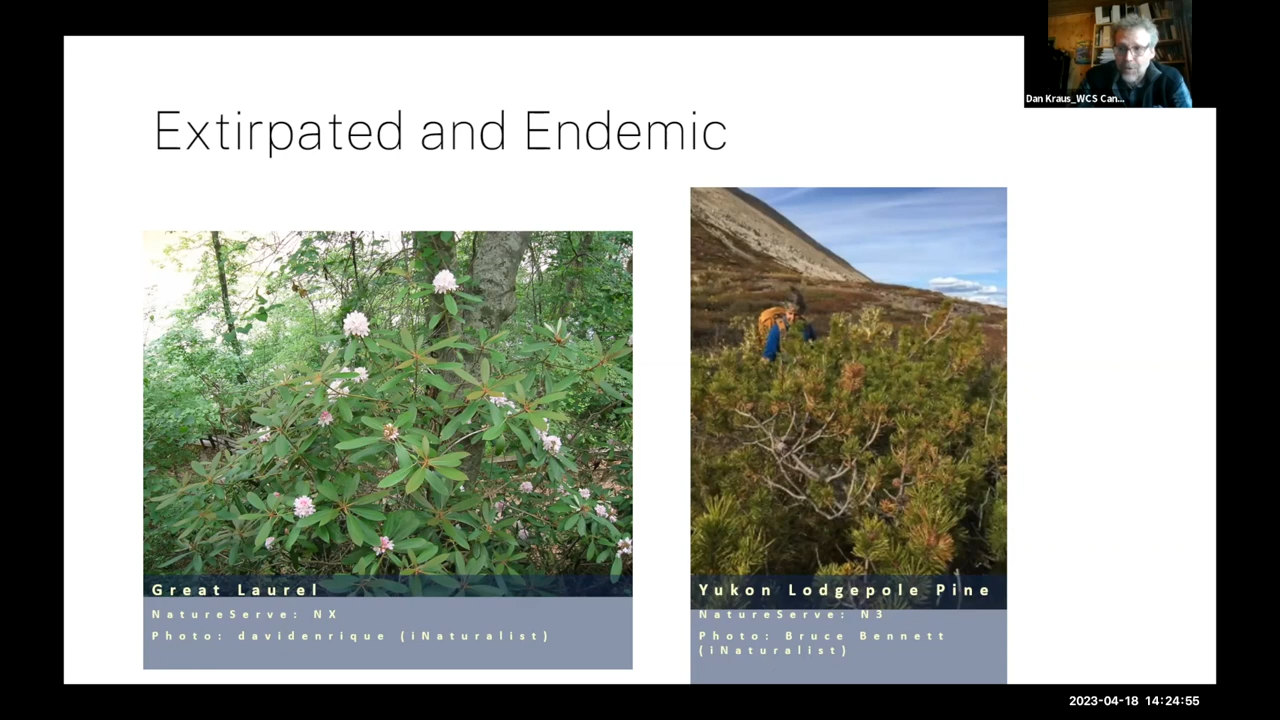 Dan Kraus_WCS Can...
Extirpated and Endemic
Great Laurel
NatureServe: NX
Photo: davidenrique (iNaturalist)
Yukon Lodgepole Pine
NatureServe: N3
Photo: Bruce Bennett
(iNaturalist)
2023-04-18 14:24:55